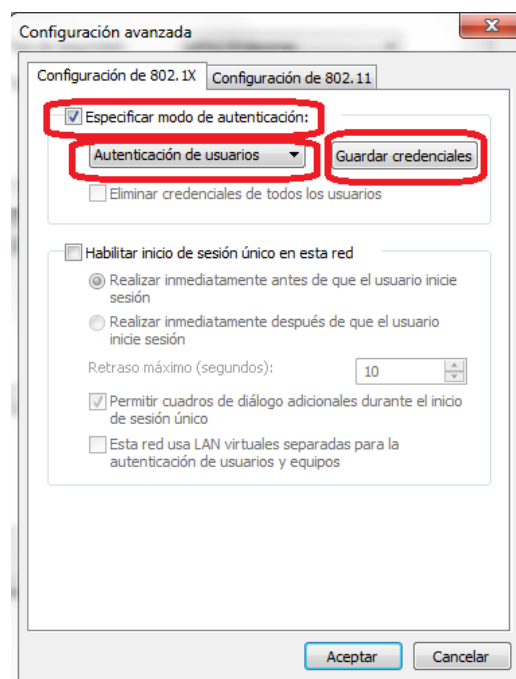 Configuración avanzada
Configuración de 802.1X
Configuración de 802.11
Especificar modo de autenticación:
Autenticación de usuarios
Guardar credenciales
Eliminar credenciales de todos los usuarios
Habilitar inicio de sesión único en esta red
Realizar inmediatamente antes de que el usuario inicie
sesión
Realizar inmediatamente después de que el usuario
inicie sesión
Retraso máximo (segundos):
10
Permitir cuadros de diálogo adicionales durante el inicio
de sesión único
Esta red usa LAN virtuales separadas para la
autenticación de usuarios y equipos
Aceptar
Cancelar